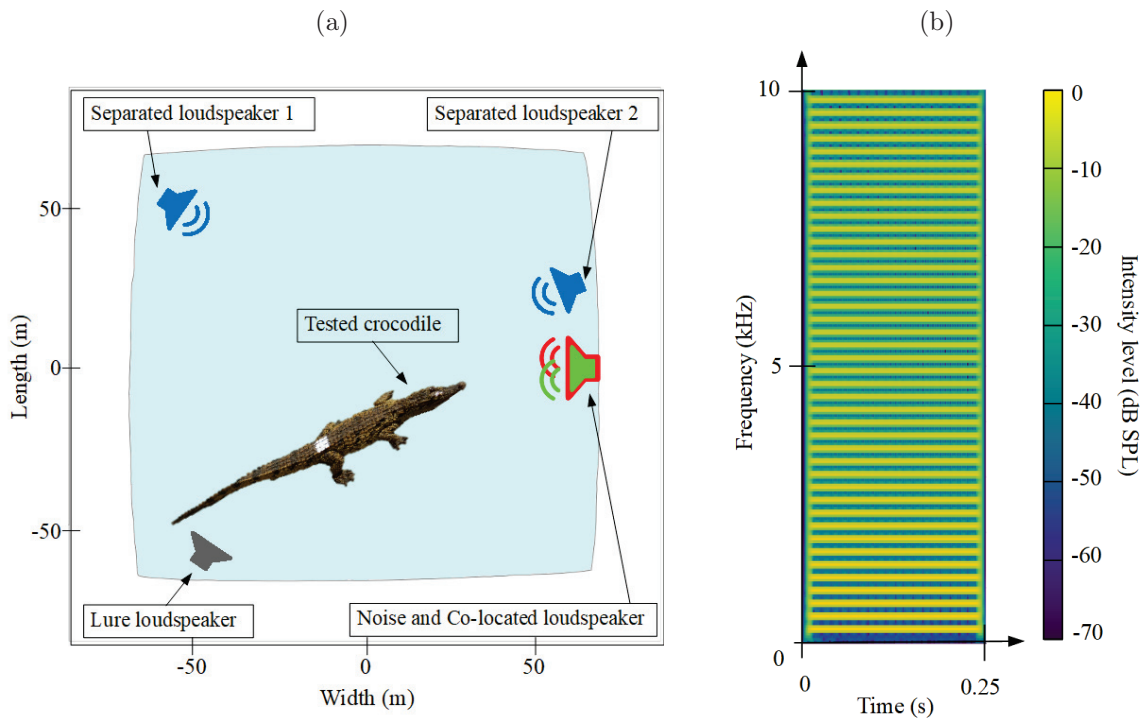 (a)
Separated loudspeaker 1
Separated loudspeaker 2
Tested crocodile
Lure loudspeaker
Noise and Co-located loudspeaker
50
0
-50
Length (m)
-50
0
50
Width (m)
(b)
10
5
0
Frequency (kHz)
0
0.25
Time (s)
0
-10
-20
-30
-40
-50
-60
-70
Intensity level (dB SPL)